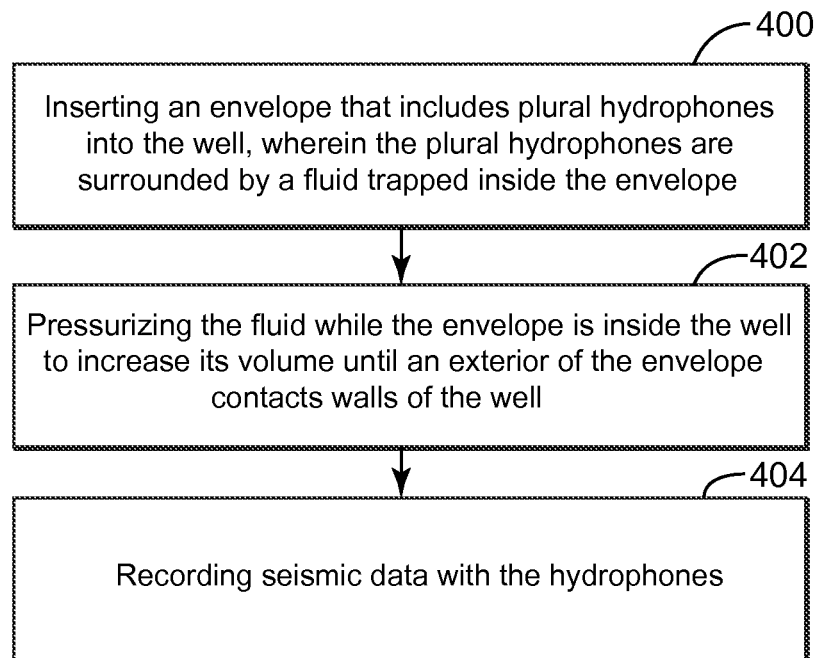 400
Inserting an envelope that includes plural hydrophones
into the well, wherein the plural hydrophones are
surrounded by a fluid trapped inside the envelope
402
Pressurizing the fluid while the envelope is inside the well
to increase its volume until an exterior of the envelope
contacts walls of the well
404
Recording seismic data with the hydrophones